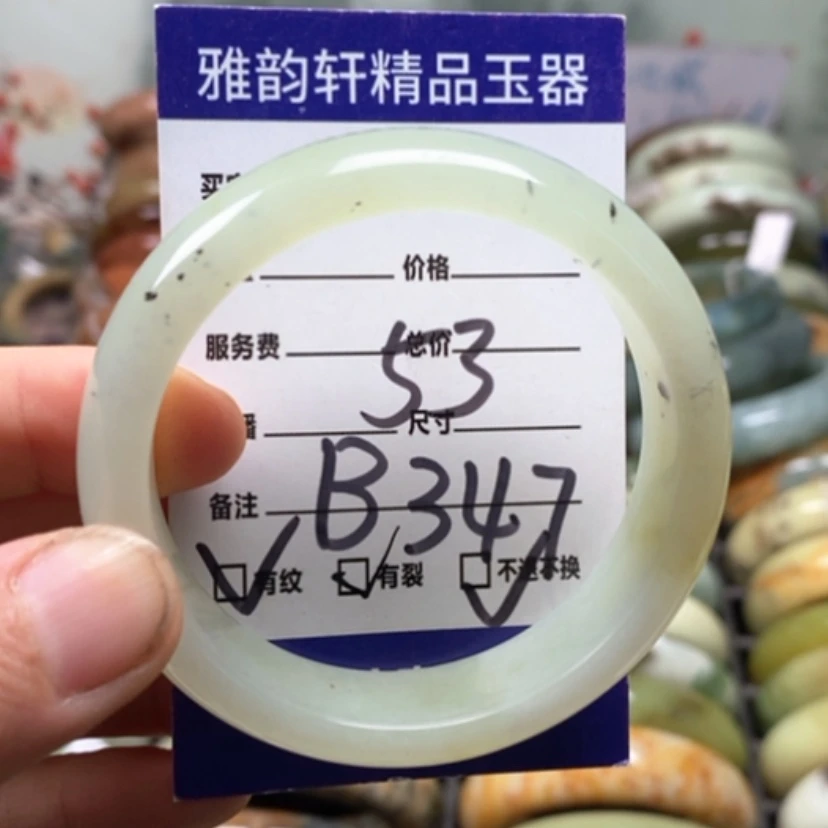 雅韵轩精品玉器
买
价格
服务费 总价
53
尺寸
备注 B347
有纹 有裂 不退不换